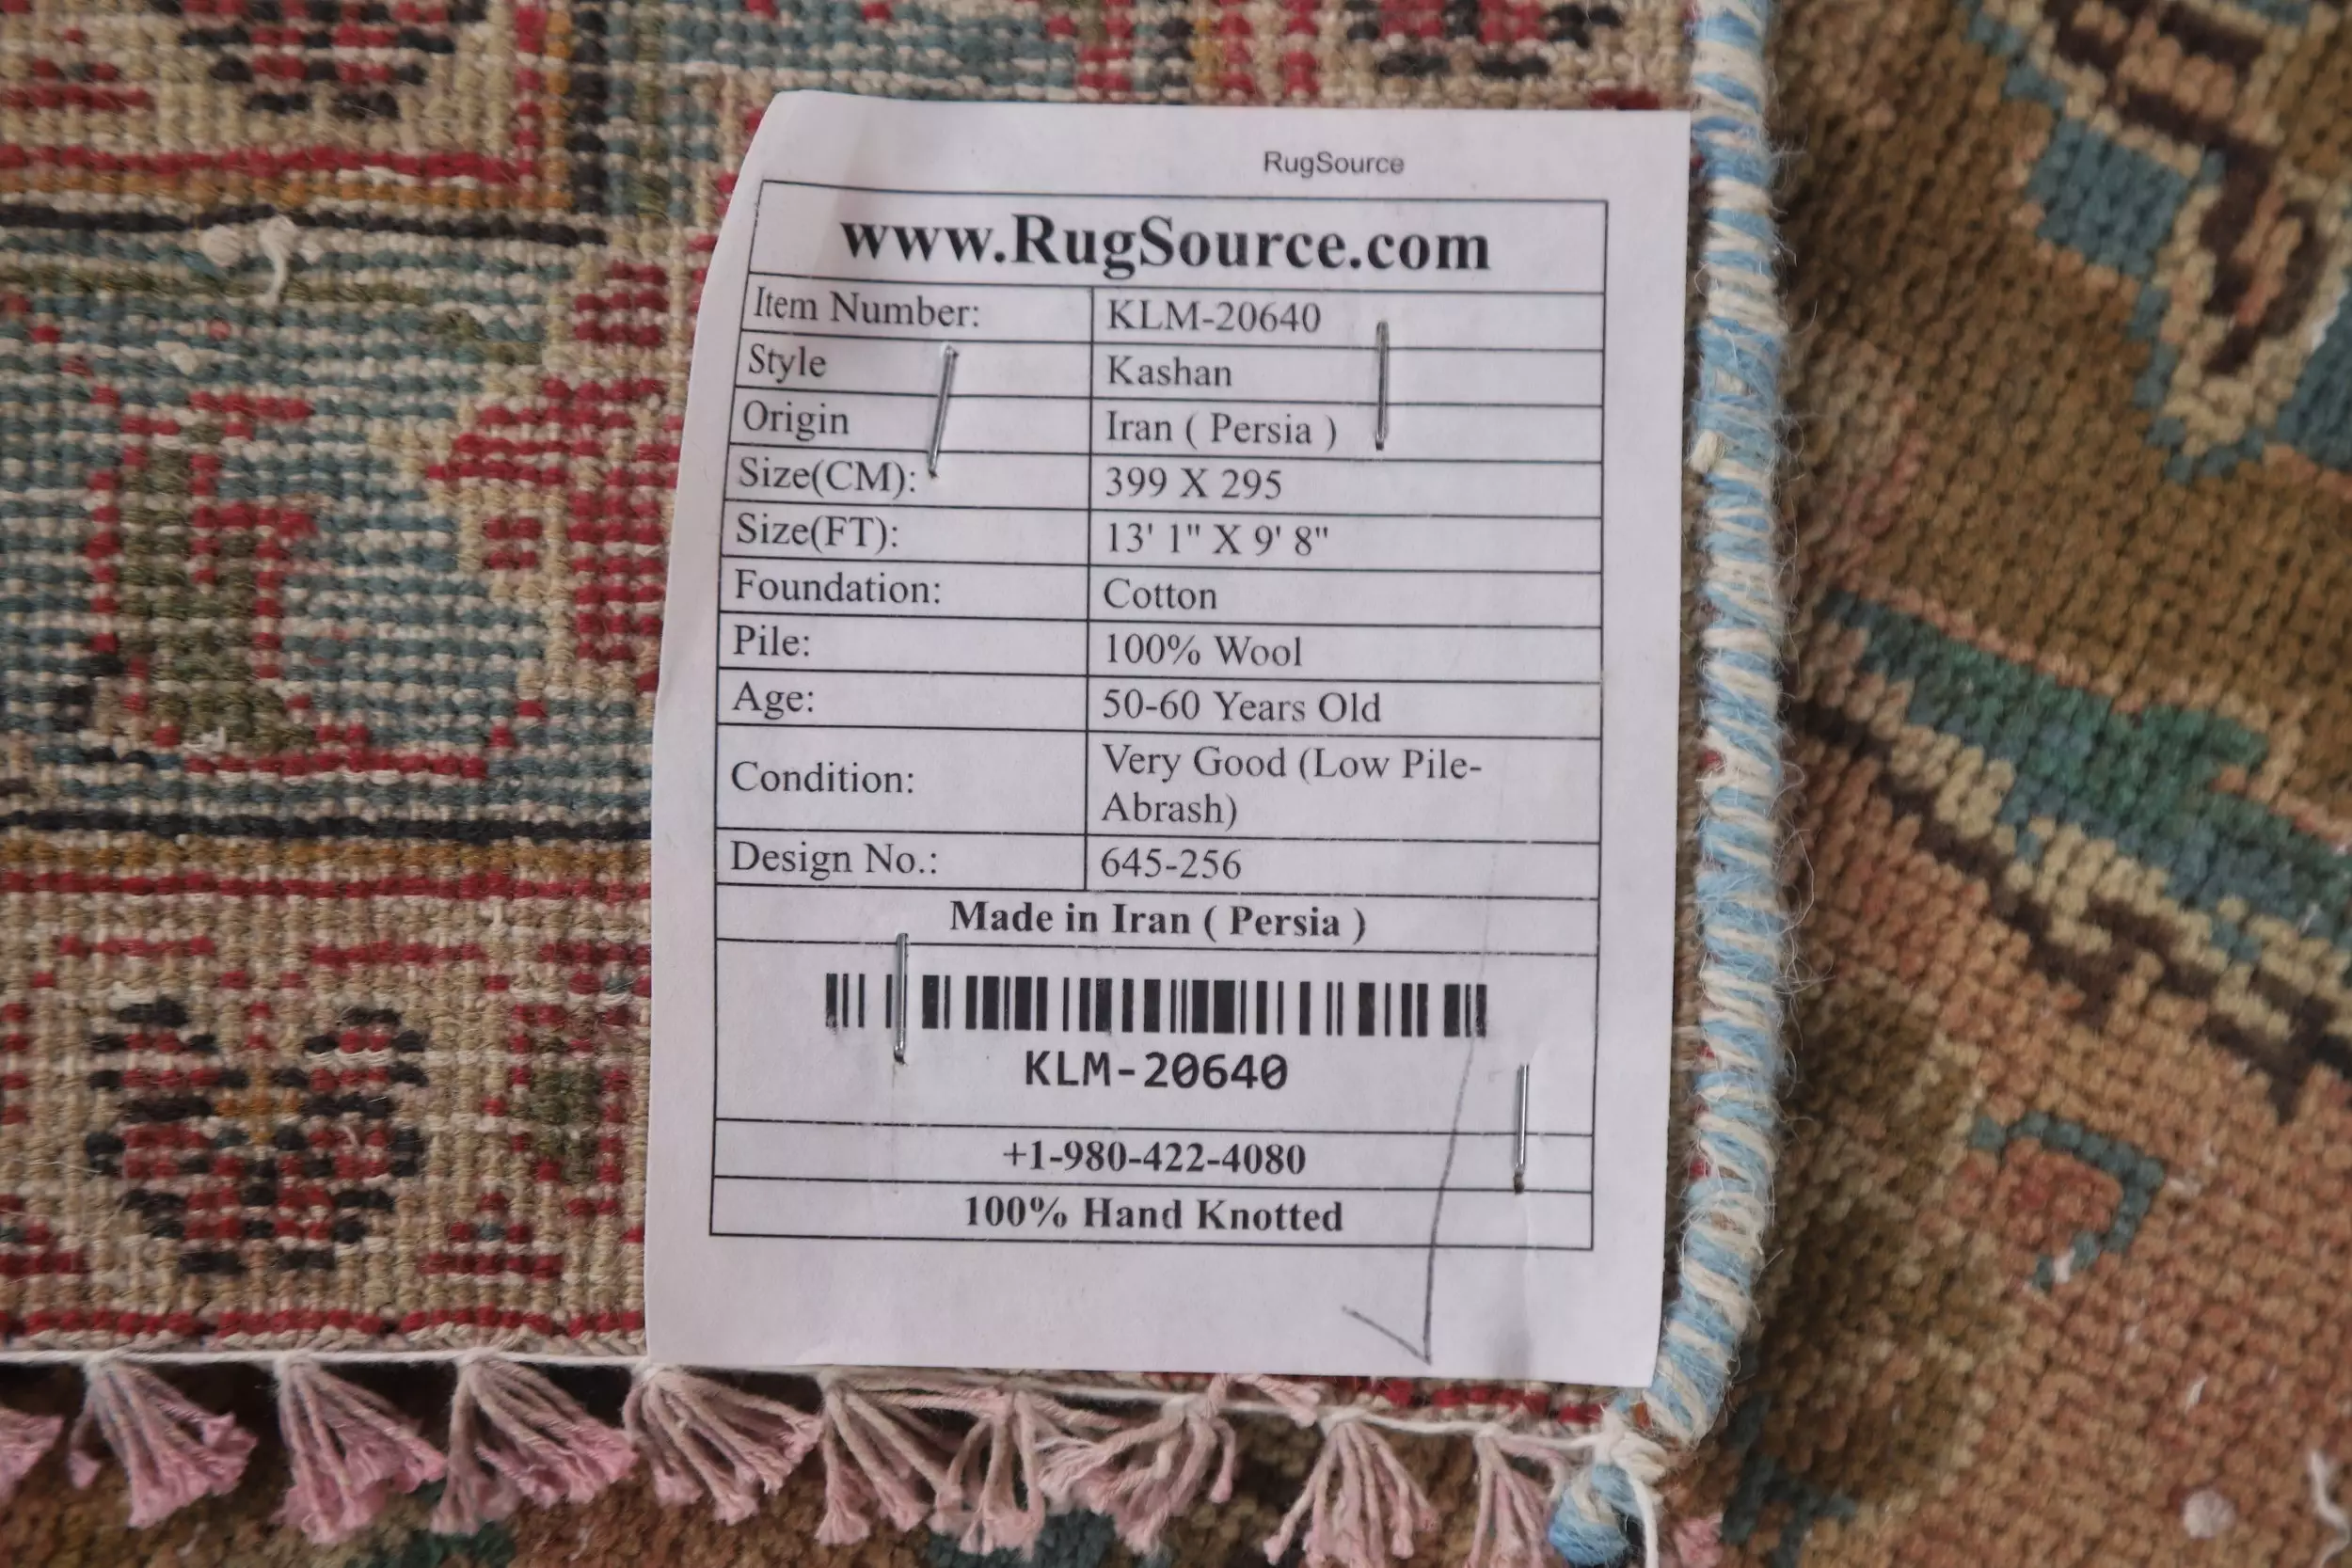 RugSource
www.RugSource.com
Item Number: KLM-20640
Style Kashan
Origin Iran ( Persia )
Size(CM): 399 X 295
Size(FT): 13' 1" X 9' 8"
Foundation: Cotton
Pile: 100% Wool
Age: 50-60 Years Old
Condition: Very Good (Low Pile-
Abrash)
Design No.: 645-256
Made in Iran ( Persia )
KLM-20640
+1-980-422-4080
100% Hand Knotted